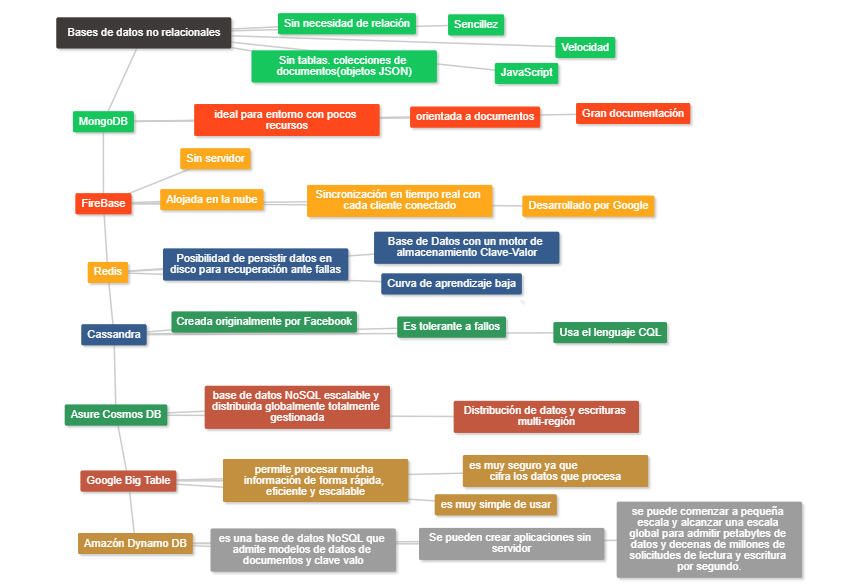 Bases de datos no relacionales
Sin necesidad de relación
Sencillez
Velocidad
Sin tablas. colecciones de
documentos(objetos JSON)
JavaScript
MongoDB
ideal para entorno con pocos
recursos
orientada a documentos
Gran documentación
Sin servidor
FireBase
Alojada en la nube
Sincronización en tiempo real con
cada cliente conectado
Desarrollado por Google
Redis
Posibilidad de persistir datos en
disco para recuperación ante fallas
Base de Datos con un motor de
almacenamiento Clave-Valor
Curva de aprendizaje baja
Cassandra
Creada originalmente por Facebook
Es tolerante a fallos
Usa el lenguaje CQL
Asure Cosmos DB
base de datos NoSQL escalable y
distribuida globalmente totalmente
gestionada
Distribución de datos y escrituras
multi-región
Google Big Table
permite procesar mucha
información de forma rápida,
eficiente y escalable
es muy seguro ya que
cifra los datos que procesa
es muy simple de usar
Amazón Dynamo DB
es una base de datos NoSQL que
admite modelos de datos de
documentos y clave valo
Se pueden crear aplicaciones sin
servidor
se puede comenzar a pequeña
escala y alcanzar una escala
global para admitir petabytes de
datos y decenas de millones de
solicitudes de lectura y escritura
por segundo.